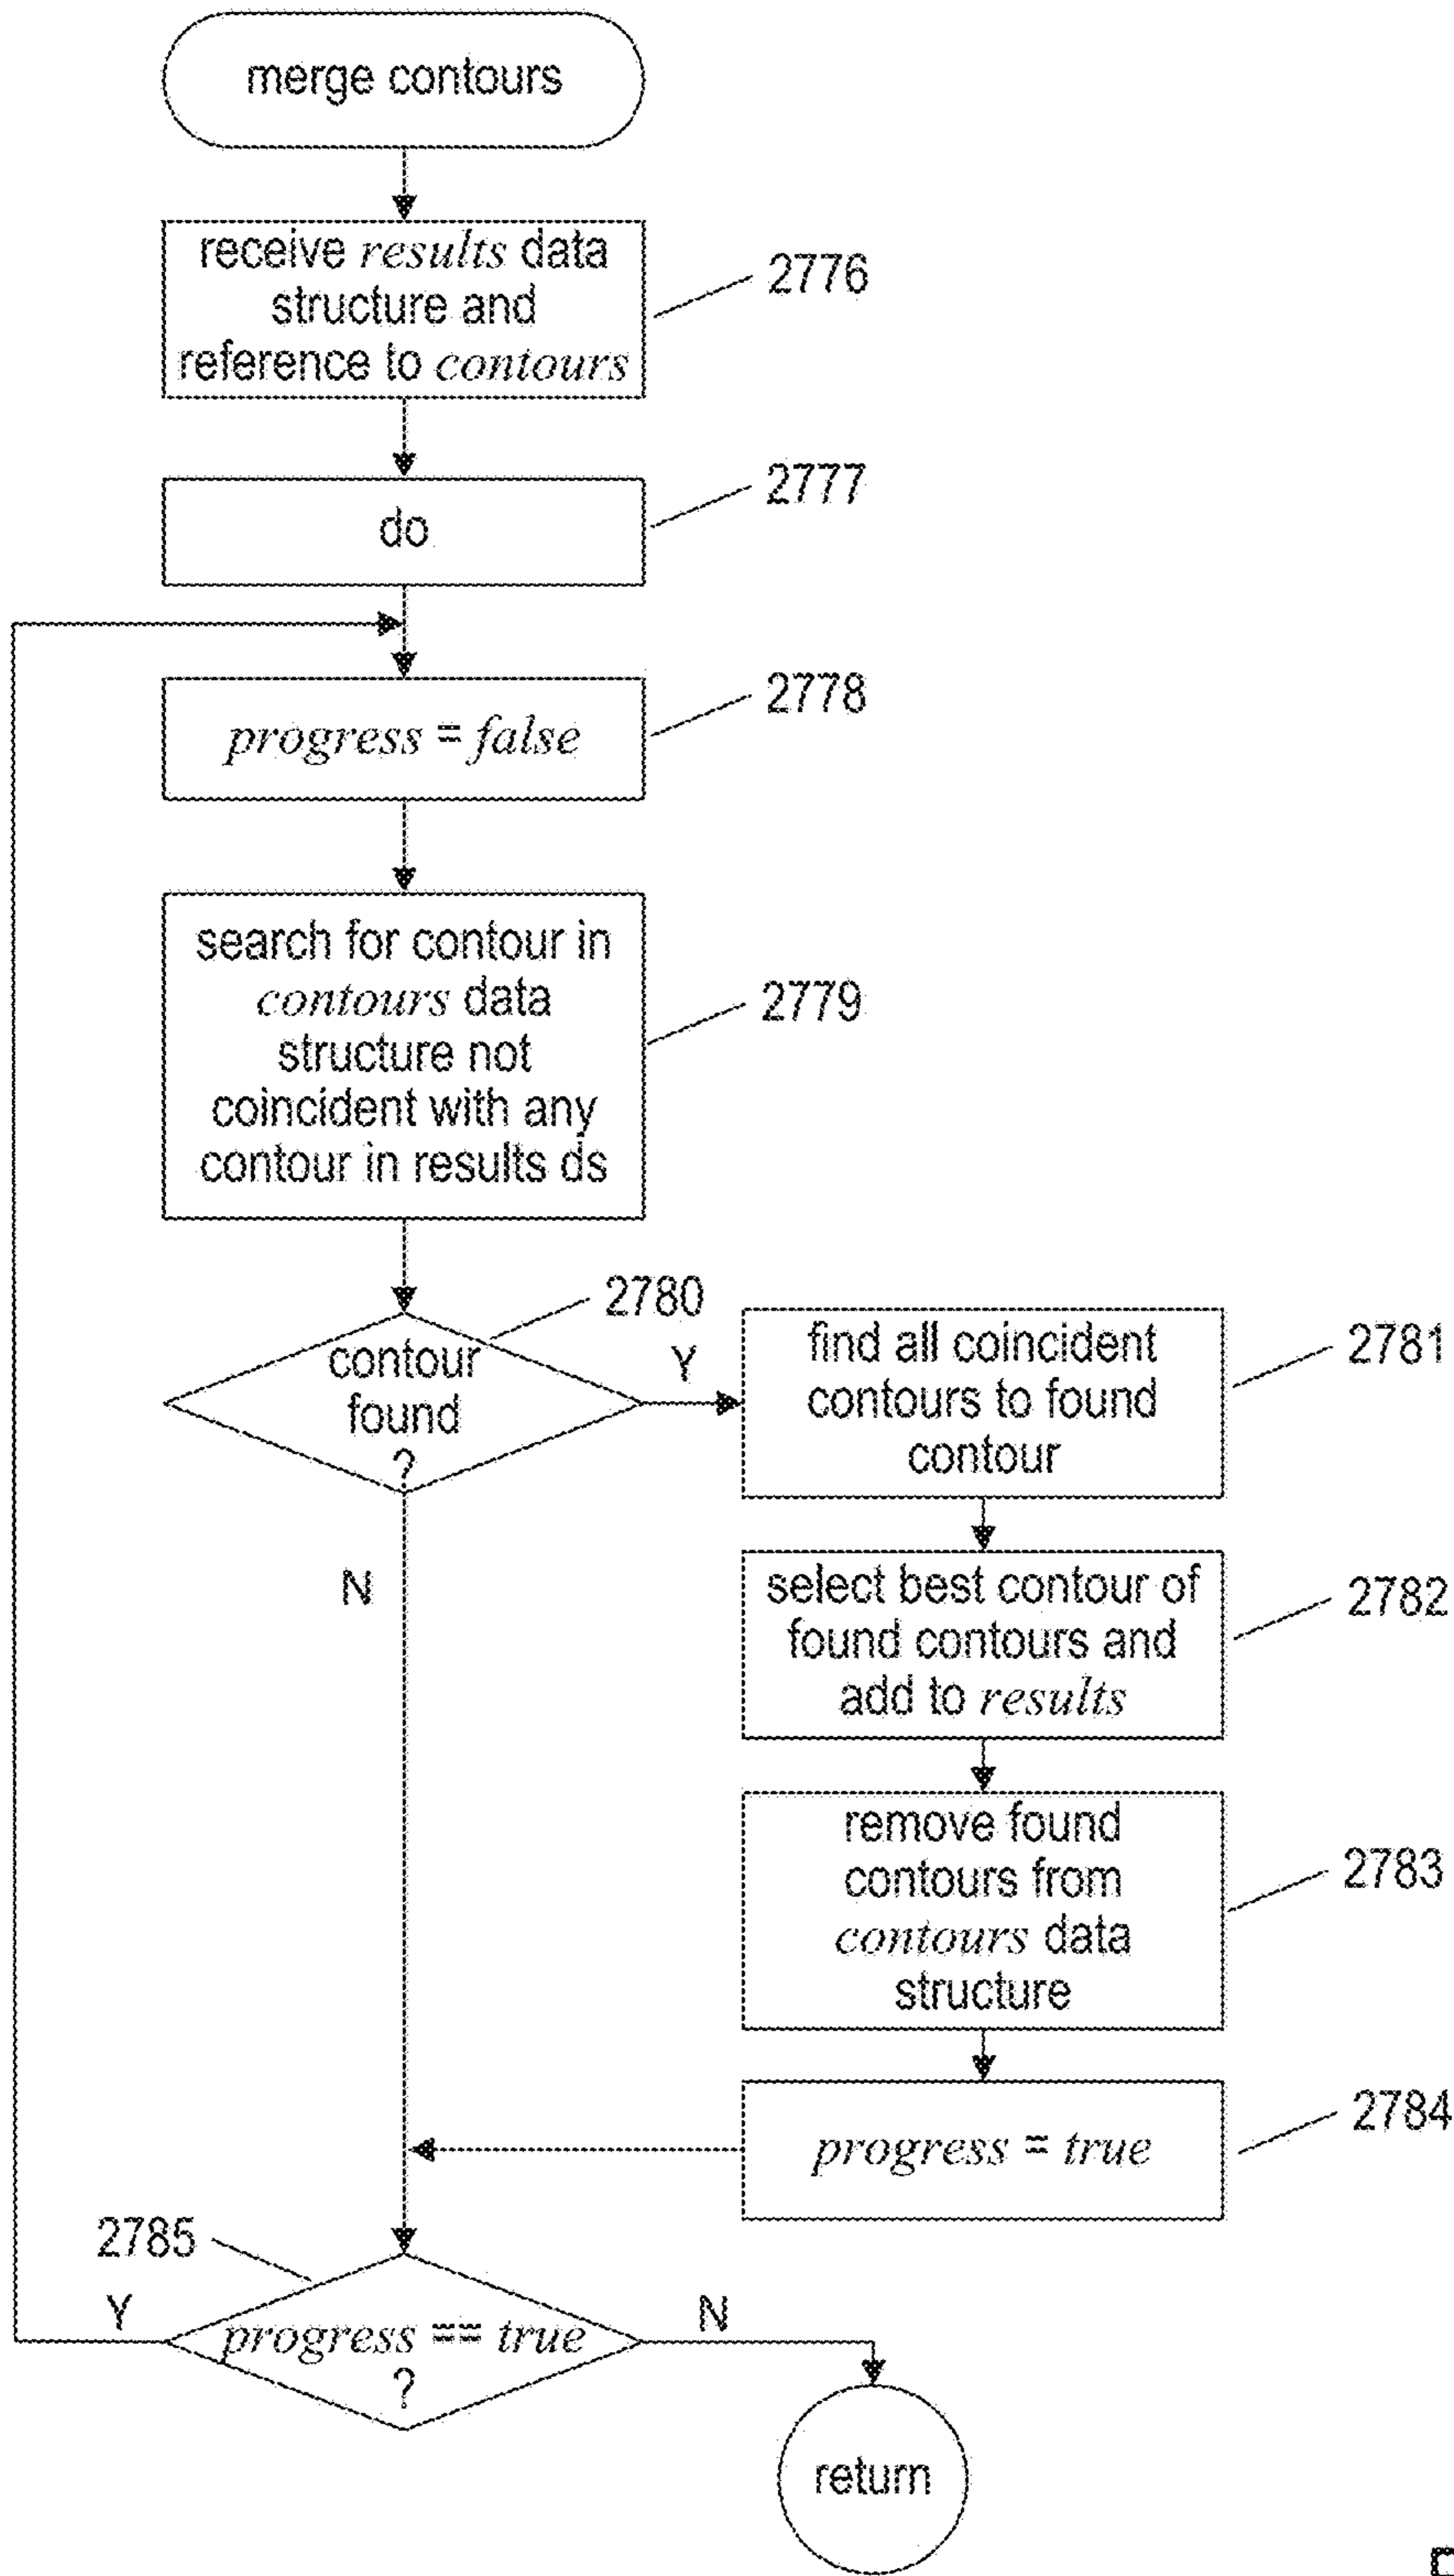 merge contours
receive results data
structure and
reference to contours
2776
do
2777
progress = false
2778
search for contour in
contours data
structure not
coincident with any
contour in results ds
2779
contour
found
?
2780
Y
N
find all coincident
contours to found
contour
2781
select best contour of
found contours and
add to results
2782
remove found
contours from
contours data
structure
2783
progress = true
2784
2785
progress == true
?
Y
N
return